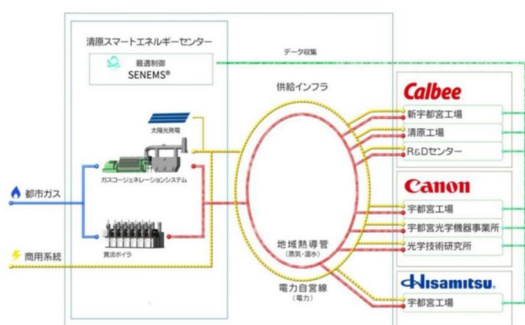 清原スマートエネルギーセンター
最適制御
SENEMS®
データ収集
供給インフラ
太陽光発電
ガスコージェネレーションシステム
都市ガス
貫流ボイラ
商用系統
地域熱導管
(蒸気・温水)
電力自営線
(電力)
Calbee
新宇都宮工場
清原工場
R&Dセンター
Canon
宇都宮工場
宇都宮光学機器事業所
光学技術研究所
Hisamitsu
宇都宮工場